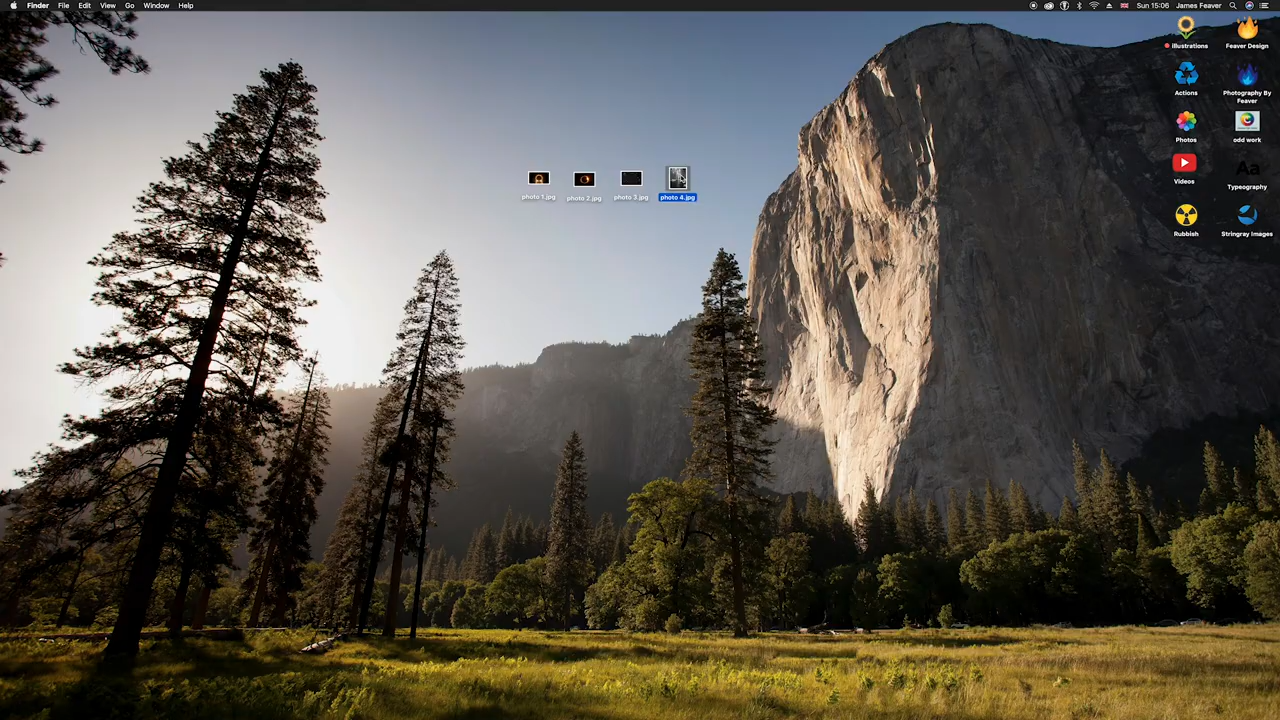 Finder File Edit View Go Window Help
Sun 15:06 James Feaver
illustrations
Feaver Design
Actions
Photography By
Feaver
Photos
odd work
Videos
Aa
Typeography
Rubbish
Stringray Images
photo 1.jpg
photo 2.jpg
photo 3.jpg
photo 4.jpg